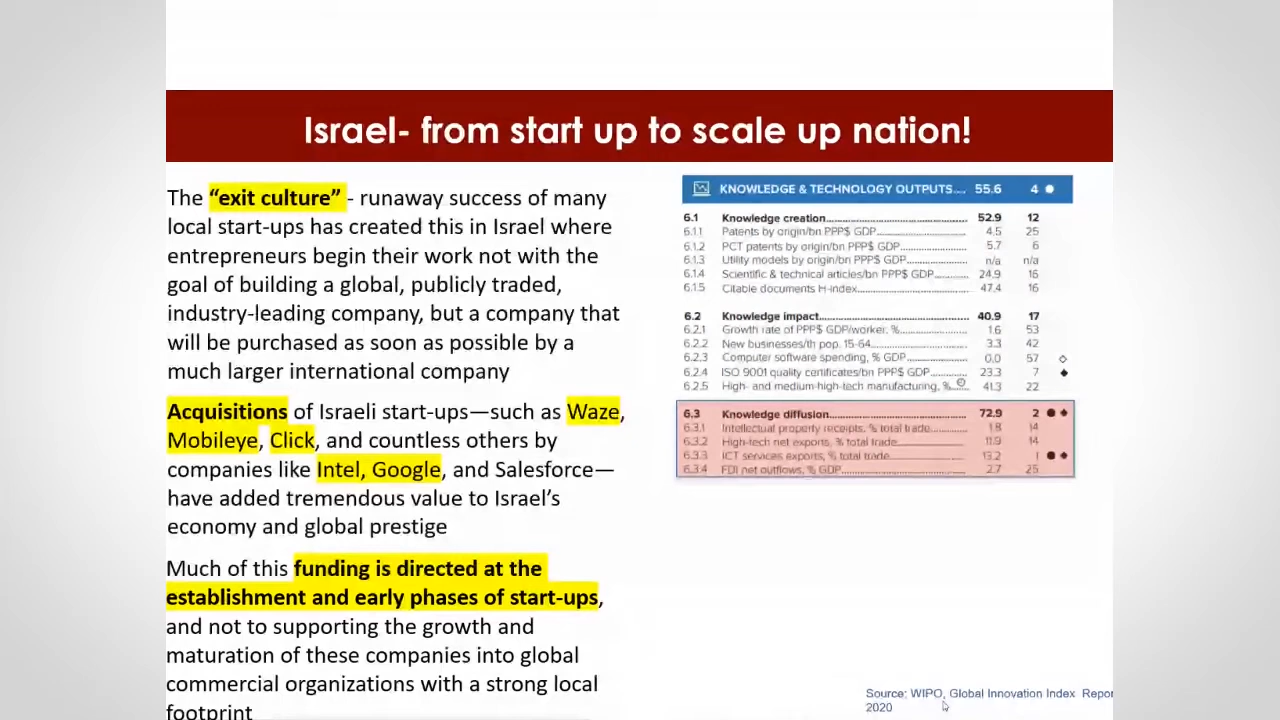 Israel- from start up to scale up nation!
The “exit culture” - runaway success of many
local start-ups has created this in Israel where
entrepreneurs begin their work not with the
goal of building a global, publicly traded,
industry-leading company, but a company that
will be purchased as soon as possible by a
much larger international company
Acquisitions of Israeli start-ups—such as Waze,
Mobileye, Click, and countless others by
companies like Intel, Google, and Salesforce—
have added tremendous value to Israel’s
economy and global prestige
Much of this funding is directed at the
establishment and early phases of start-ups,
and not to supporting the growth and
maturation of these companies into global
commercial organizations with a strong local
footprint
KNOWLEDGE & TECHNOLOGY OUTPUTS.... 55.6 4
6.1 Knowledge creation 52.9 12
6.1.1 Patents by origin/bn PPP$ GDP 4.5 25
6.1.2 PCT patents by origin/bn PPP$ GDP 5.7 6
6.1.3 Utility models by origin/bn PPP$ GDP n/a n/a
6.1.4 Scientific & technical articles/bn PPP$ GDP 24.9 16
6.1.5 Citable documents H-index 47.4 16
6.2 Knowledge impact 40.9 17
6.2.1 Growth rate of PPP$ GDP/worker, % 1.6 53
6.2.2 New businesses/th pop. 15-64 3.3 42
6.2.3 Computer software spending, % GDP 0.0 57
6.2.4 ISO 9001 quality certificates/bn PPP$ GDP 23.3 7
6.2.5 High- and medium-high-tech manufacturing, % 41.3 22
6.3 Knowledge diffusion 72.9 2
6.3.1 Intellectual property receipts, % total trade 1.8 14
6.3.2 High-tech net exports, % total trade 11.9 14
6.3.3 ICT services exports, % total trade 13.2 1
6.3.4 FDI net outflows, % GDP 2.7 25
Source: WIPO, Global Innovation Index Repor
2020